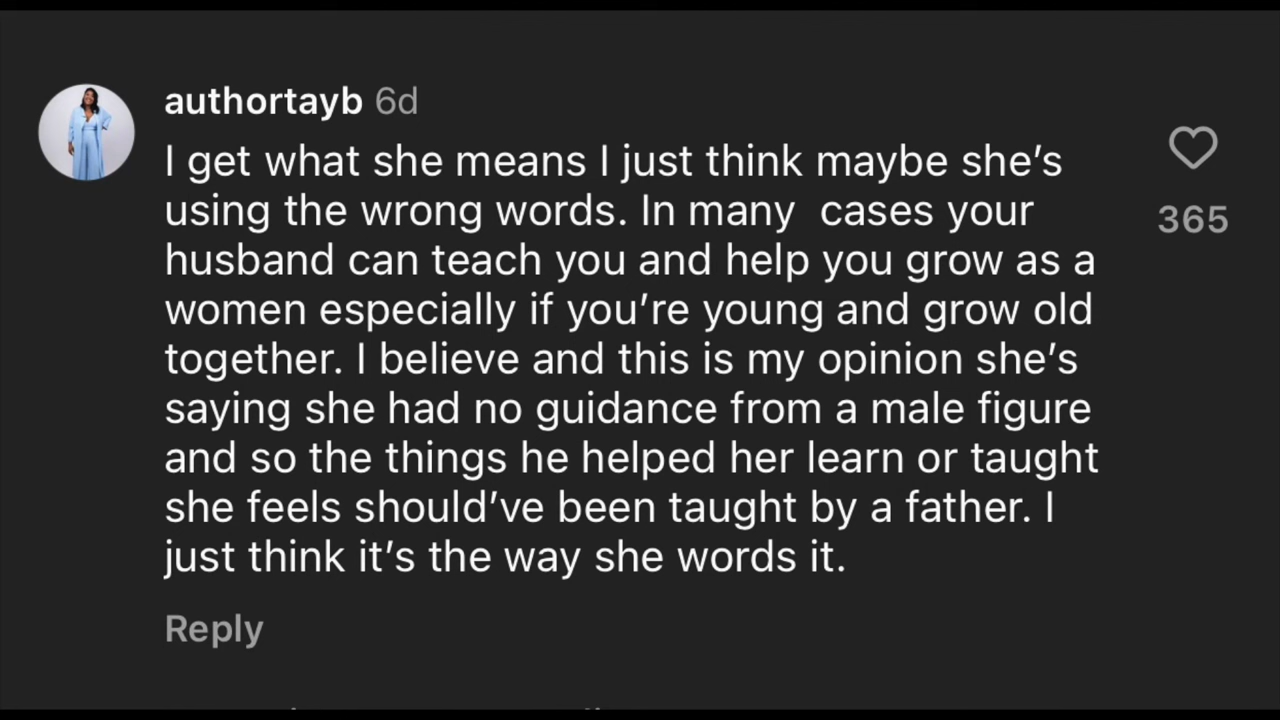 authortayb 6d
I get what she means I just think maybe she's
using the wrong words. In many  cases your
husband can teach you and help you grow as a
women especially if you're young and grow old
together. I believe and this is my opinion she's
saying she had no guidance from a male figure
and so the things he helped her learn or taught
she feels should've been taught by a father. I
just think it's the way she words it.
365
Reply